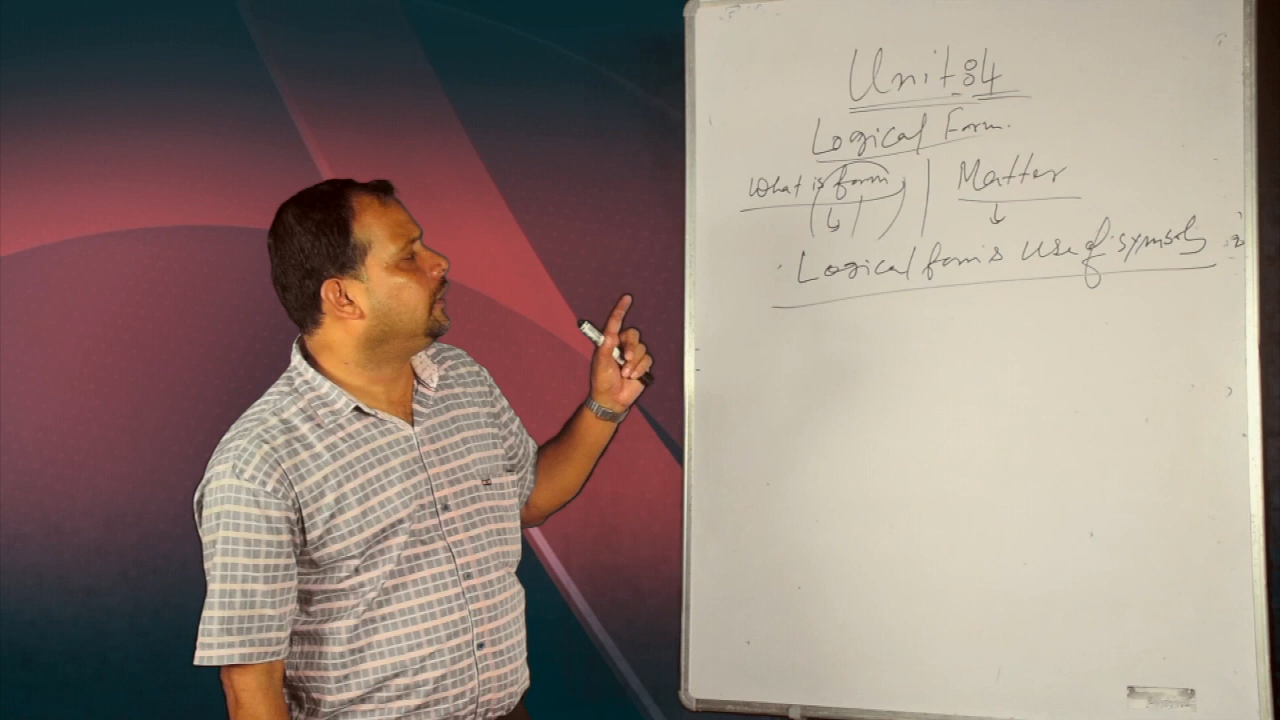 Unit:-4
Logical Form.
What is form, | Matter
Logical form is use of symbols